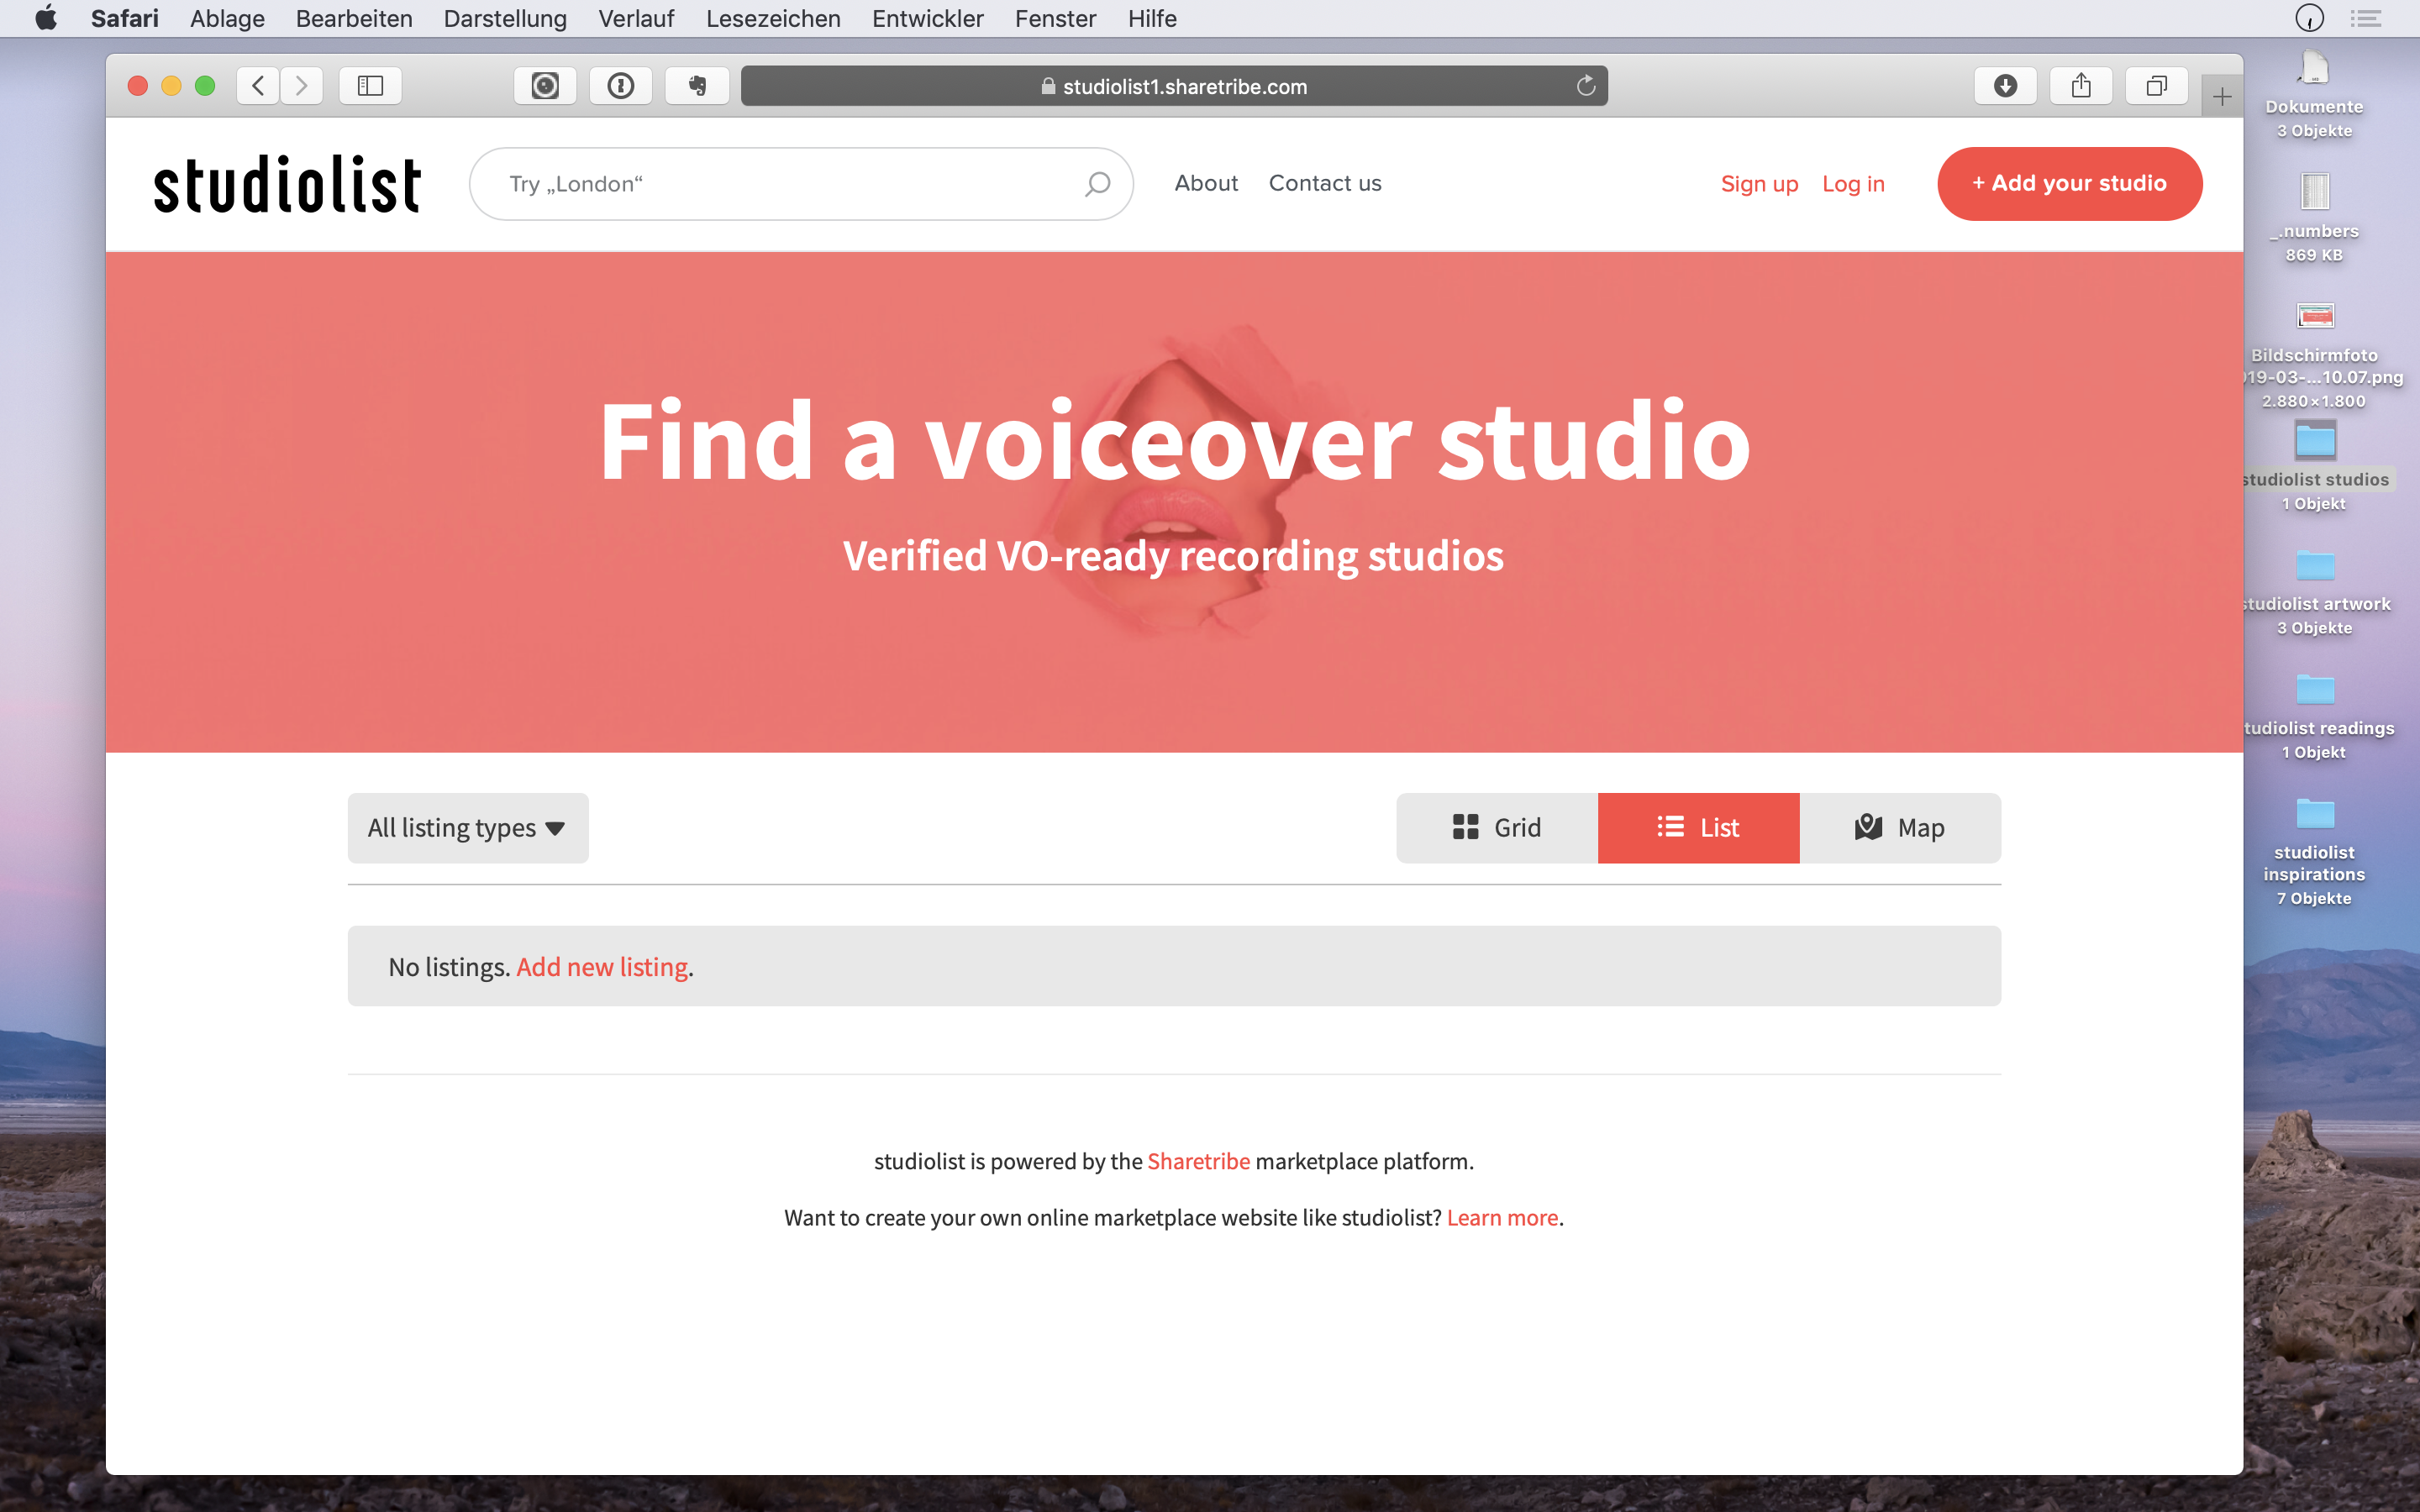 Safari Ablage Bearbeiten Darstellung Verlauf Lesezeichen Entwickler Fenster Hilfe
studiolist1.sharetribe.com
studiolist
Try „London“
About Contact us
Sign up Log in
+ Add your studio
Find a voiceover studio
Verified VO-ready recording studios
All listing types
Grid List Map
No listings. Add new listing.
studiolist is powered by the Sharetribe marketplace platform.
Want to create your own online marketplace website like studiolist? Learn more.
Dokumente
3 Objekte
_.numbers
869 KB
Bildschirmfoto
19-03-...10.07.png
2.880×1.800
studiolist studios
1 Objekt
studiolist artwork
3 Objekte
tudiolist readings
1 Objekt
studiolist
inspirations
7 Objekte